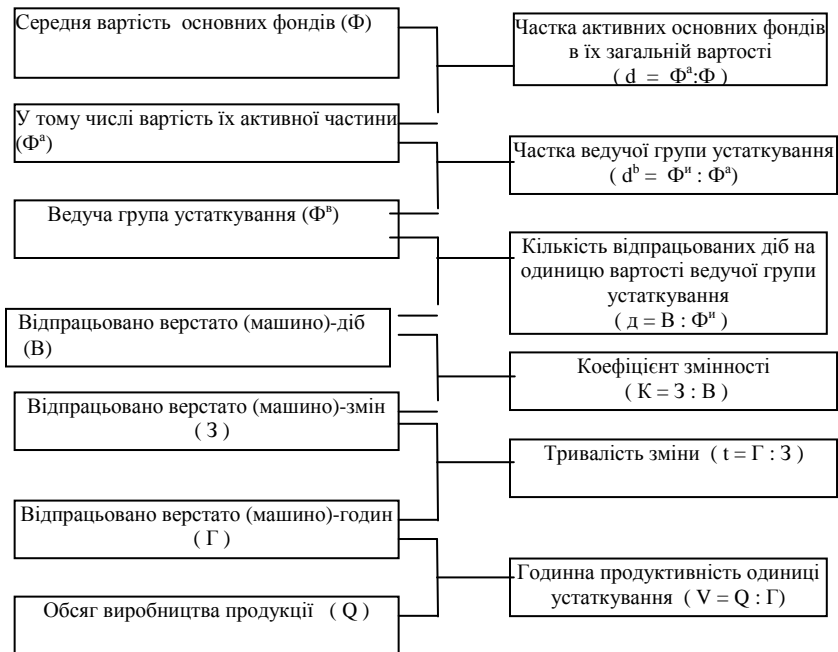 Середня вартість основних фондів (Ф)
Частка активних основних фондів
в їх загальній вартості
( d = Фᵃ:Ф )
У тому числі вартість їх активної частини
(Фᵃ)
Частка ведучої групи устаткування
( dᵇ = Фᶦ : Фᵃ)
Ведуча група устаткування (Фᵇ)
Кількість відпрацьованих діб на
одиницю вартості ведучої групи
устаткування
( д = В : Фᶦ )
Відпрацьовано верстато (машино)-діб
(В)
Коефіцієнт змінності
( К = З : В )
Відпрацьовано верстато (машино)-змін
( З )
Тривалість зміни ( t = Г : З )
Відпрацьовано верстато (машино)-годин
( Г )
Годинна продуктивність одиниці
устаткування ( V = Q : Г)
Обсяг виробництва продукції ( Q )